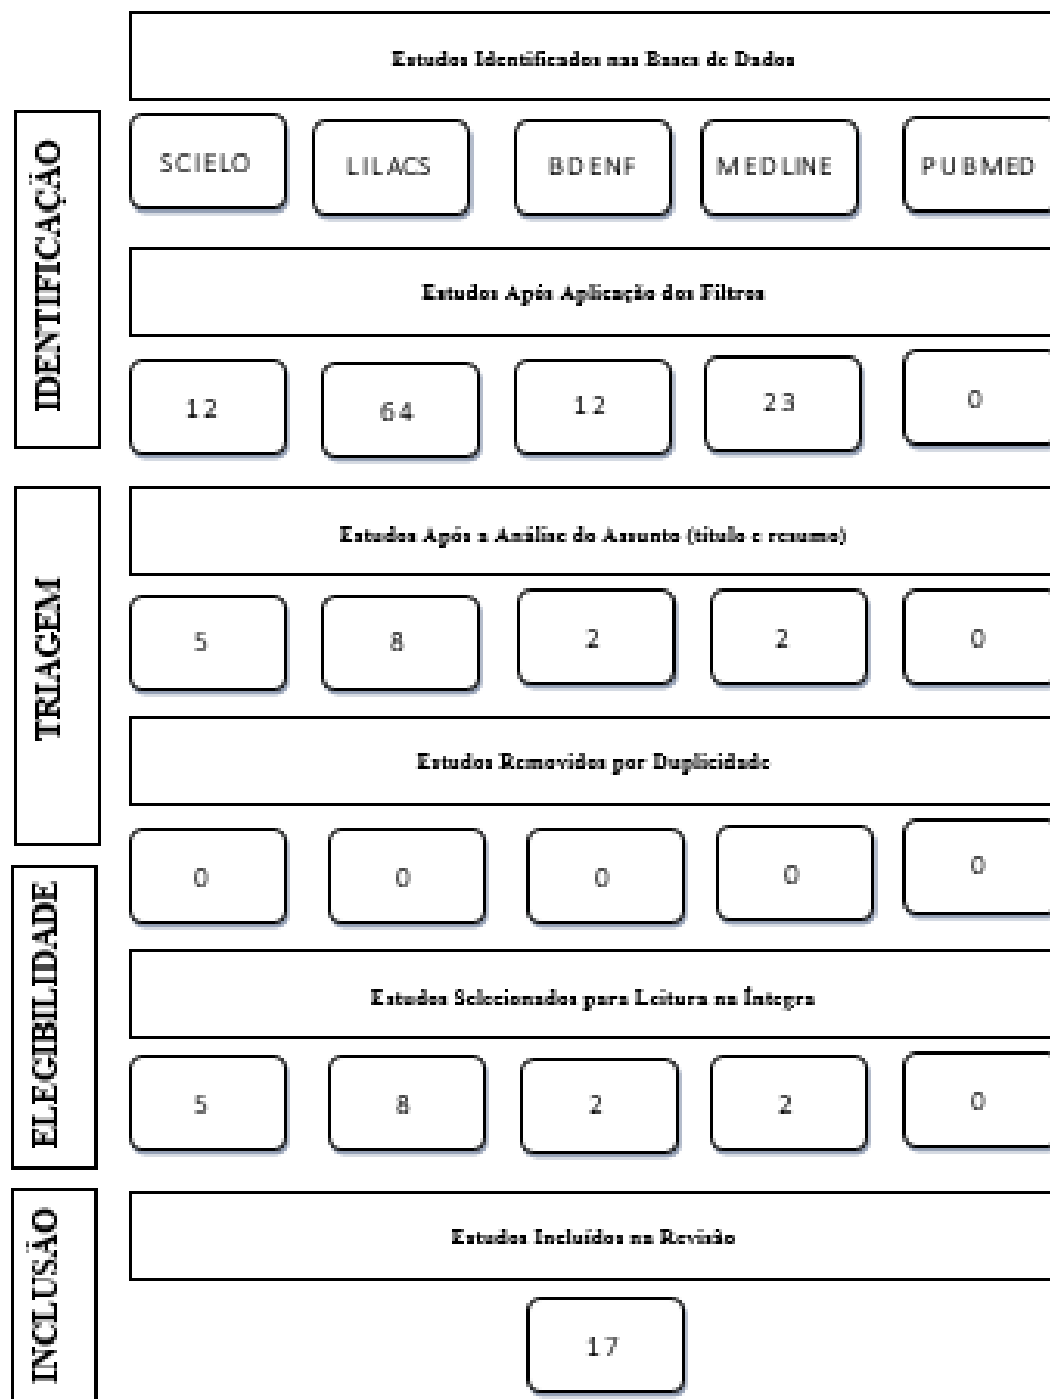 Estudos Identificados nas Bases de Dados
IDENTIFICAÇÃO
SCIELO LILACS BDENF MEDLINE PUBMED
Estudos Após Aplicação dos Filtros
12 64 12 23 0
TRIAGEM
Estudos Após a Análise do Assunto (título e resumo)
5 8 2 2 0
Estudos Removidos por Duplicidade
0 0 0 0 0
ELEGIBILIDADE
Estudos Selecionados para Leitura na Íntegra
5 8 2 2 0
INCLUSÃO
Estudos Incluídos na Revisão
17